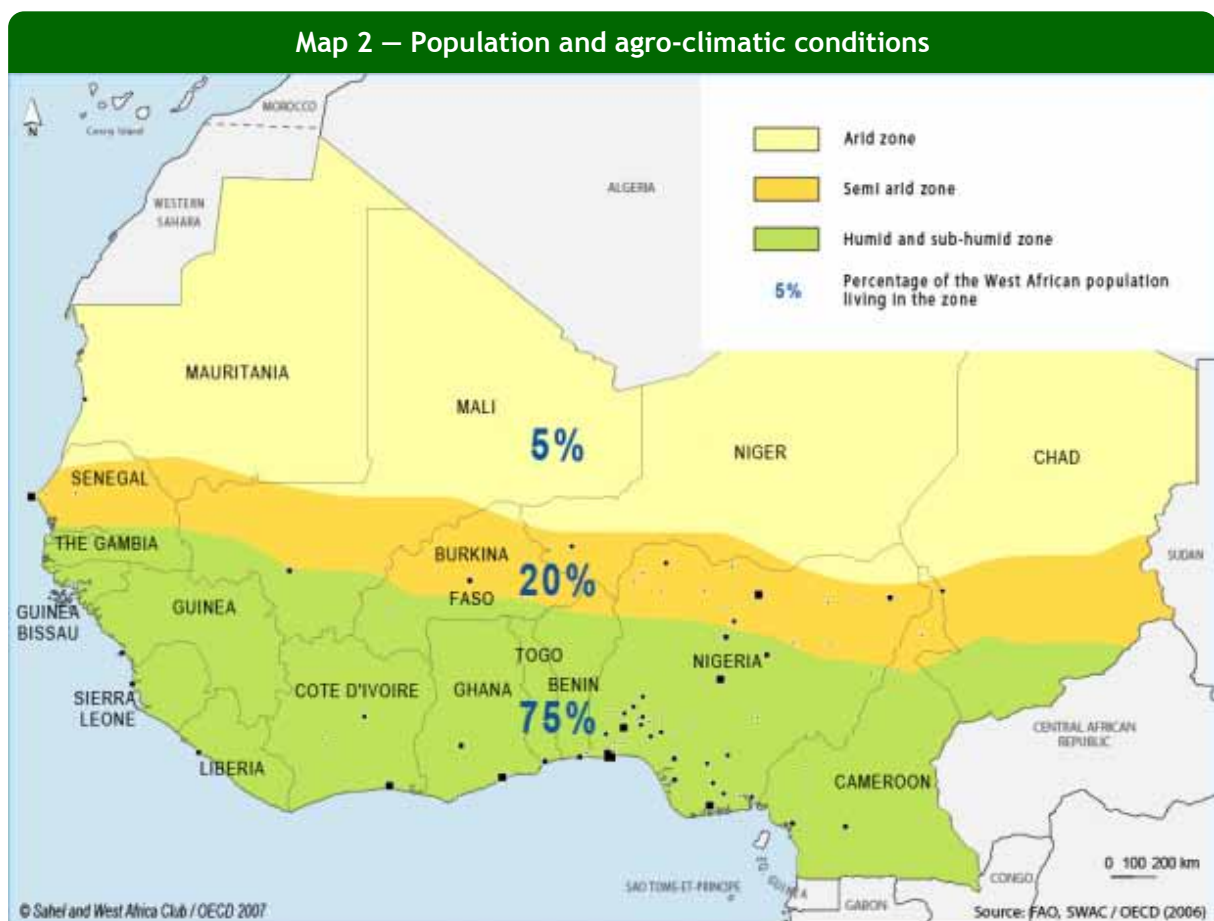 Map 2 — Population and agro-climatic conditions
N
Canary Island
MOROCCO
WESTERN
SAHARA
ALGERIA
Arid zone
Semi arid zone
Humid and sub-humid zone
5%
Percentage of the West African population
living in the zone
MAURITANIA
MALI
5%
NIGER
CHAD
SENEGAL
THE GAMBIA
BURKINA
FASO
20%
SUDAN
GUINEA
BISSAU
GUINEA
TOGO
BENIN
NIGERIA
SIERRA
LEONE
COTE D'IVOIRE
GHANA
75%
CENTRAL AFRICAN
REPUBLIC
LIBERIA
CAMEROON
SAO TOME-ET-PRINCIPE
EQ. GUINEA
GABON
CONGO
0 100 200 km
© Sahel and West Africa Club / OECD 2007
Source: FAO, SWAC / OECD (2006)